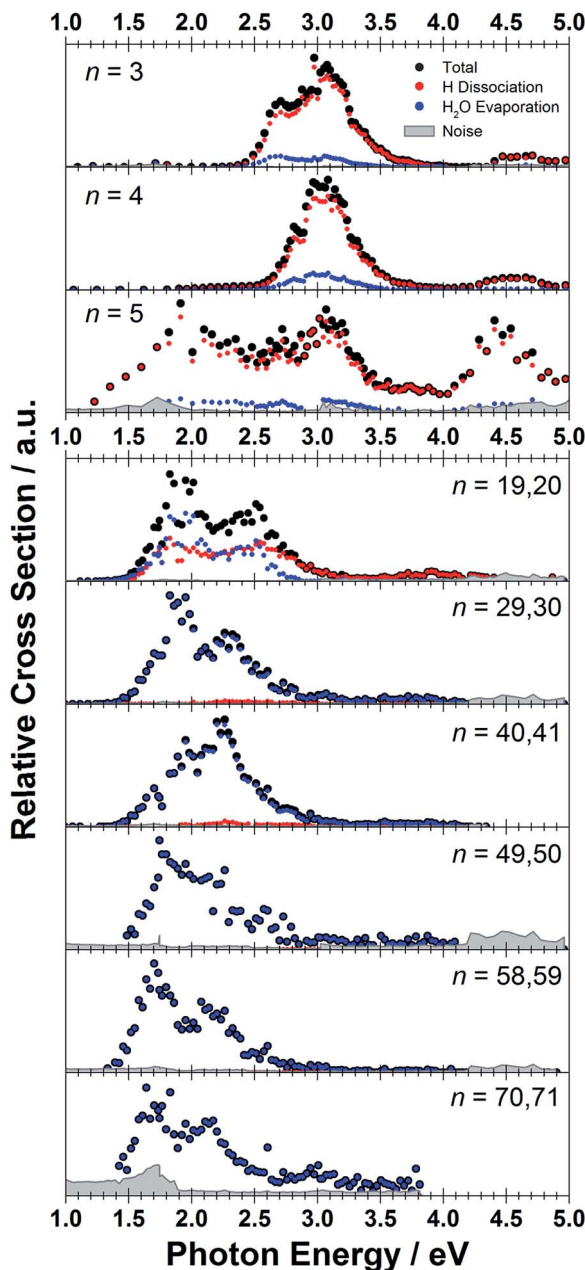 1.0 1.5 2.0 2.5 3.0 3.5 4.0 4.5 5.0
n = 3
Total
H Dissociation
H₂O Evaporation
Noise
n = 4
n = 5
1.0 1.5 2.0 2.5 3.0 3.5 4.0 4.5 5.0
n = 19,20
n = 29,30
n = 40,41
n = 49,50
n = 58,59
n = 70,71
1.0 1.5 2.0 2.5 3.0 3.5 4.0 4.5 5.0
Relative Cross Section / a.u.
Photon Energy / eV